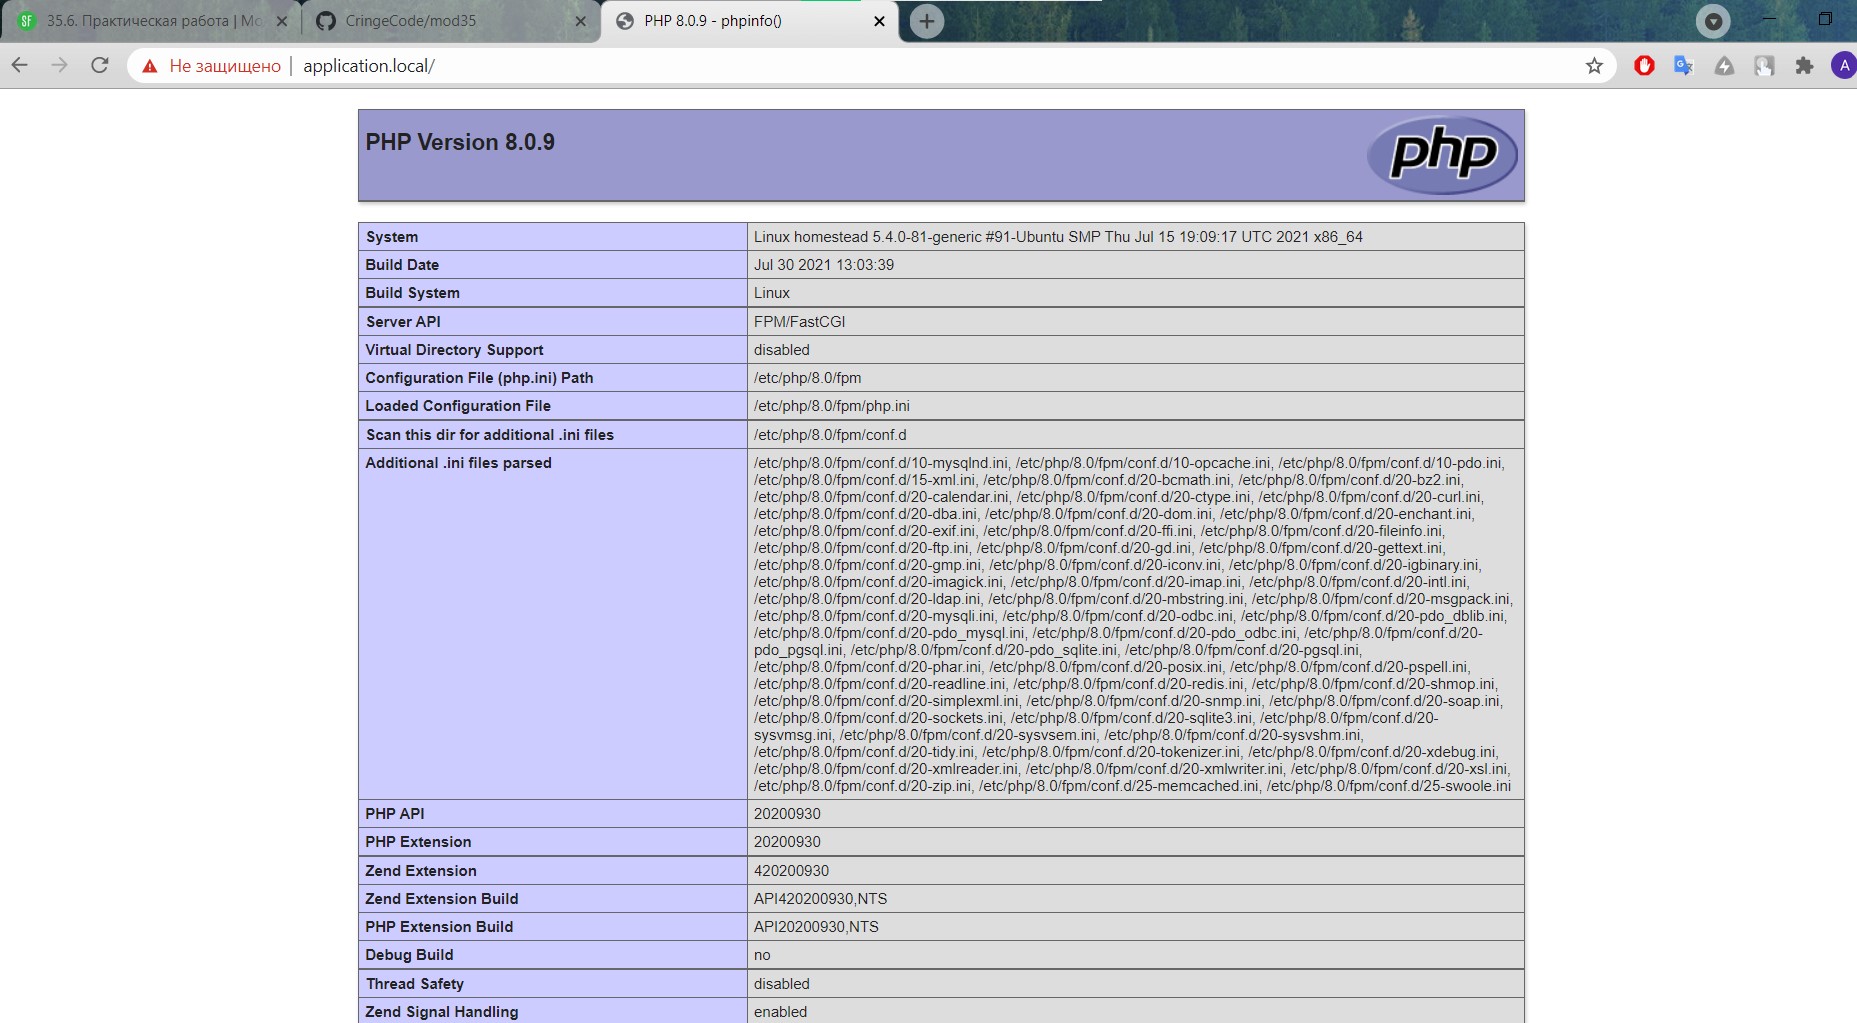 SF 35.6. Практическая работа | Мо
CringeCode/mod35
PHP 8.0.9 - phpinfo()
Не защищено | application.local/
A
PHP Version 8.0.9
php
System Linux homestead 5.4.0-81-generic #91-Ubuntu SMP Thu Jul 15 19:09:17 UTC 2021 x86_64
Build Date Jul 30 2021 13:03:39
Build System Linux
Server API FPM/FastCGI
Virtual Directory Support disabled
Configuration File (php.ini) Path /etc/php/8.0/fpm
Loaded Configuration File /etc/php/8.0/fpm/php.ini
Scan this dir for additional .ini files /etc/php/8.0/fpm/conf.d
Additional .ini files parsed /etc/php/8.0/fpm/conf.d/10-mysqlnd.ini, /etc/php/8.0/fpm/conf.d/10-opcache.ini, /etc/php/8.0/fpm/conf.d/10-pdo.ini,
/etc/php/8.0/fpm/conf.d/15-xml.ini, /etc/php/8.0/fpm/conf.d/20-bcmath.ini, /etc/php/8.0/fpm/conf.d/20-bz2.ini,
/etc/php/8.0/fpm/conf.d/20-calendar.ini, /etc/php/8.0/fpm/conf.d/20-ctype.ini, /etc/php/8.0/fpm/conf.d/20-curl.ini,
/etc/php/8.0/fpm/conf.d/20-dba.ini, /etc/php/8.0/fpm/conf.d/20-dom.ini, /etc/php/8.0/fpm/conf.d/20-enchant.ini,
/etc/php/8.0/fpm/conf.d/20-exif.ini, /etc/php/8.0/fpm/conf.d/20-ffi.ini, /etc/php/8.0/fpm/conf.d/20-fileinfo.ini,
/etc/php/8.0/fpm/conf.d/20-ftp.ini, /etc/php/8.0/fpm/conf.d/20-gd.ini, /etc/php/8.0/fpm/conf.d/20-gettext.ini,
/etc/php/8.0/fpm/conf.d/20-gmp.ini, /etc/php/8.0/fpm/conf.d/20-iconv.ini, /etc/php/8.0/fpm/conf.d/20-igbinary.ini,
/etc/php/8.0/fpm/conf.d/20-imagick.ini, /etc/php/8.0/fpm/conf.d/20-imap.ini, /etc/php/8.0/fpm/conf.d/20-intl.ini,
/etc/php/8.0/fpm/conf.d/20-ldap.ini, /etc/php/8.0/fpm/conf.d/20-mbstring.ini, /etc/php/8.0/fpm/conf.d/20-msgpack.ini,
/etc/php/8.0/fpm/conf.d/20-mysqli.ini, /etc/php/8.0/fpm/conf.d/20-odbc.ini, /etc/php/8.0/fpm/conf.d/20-pdo_dblib.ini,
/etc/php/8.0/fpm/conf.d/20-pdo_mysql.ini, /etc/php/8.0/fpm/conf.d/20-pdo_odbc.ini, /etc/php/8.0/fpm/conf.d/20-
pdo_pgsql.ini, /etc/php/8.0/fpm/conf.d/20-pdo_sqlite.ini, /etc/php/8.0/fpm/conf.d/20-pgsql.ini,
/etc/php/8.0/fpm/conf.d/20-phar.ini, /etc/php/8.0/fpm/conf.d/20-posix.ini, /etc/php/8.0/fpm/conf.d/20-pspell.ini,
/etc/php/8.0/fpm/conf.d/20-readline.ini, /etc/php/8.0/fpm/conf.d/20-redis.ini, /etc/php/8.0/fpm/conf.d/20-shmop.ini,
/etc/php/8.0/fpm/conf.d/20-simplexml.ini, /etc/php/8.0/fpm/conf.d/20-snmp.ini, /etc/php/8.0/fpm/conf.d/20-soap.ini,
/etc/php/8.0/fpm/conf.d/20-sockets.ini, /etc/php/8.0/fpm/conf.d/20-sqlite3.ini, /etc/php/8.0/fpm/conf.d/20-
sysvmsg.ini, /etc/php/8.0/fpm/conf.d/20-sysvsem.ini, /etc/php/8.0/fpm/conf.d/20-sysvshm.ini,
/etc/php/8.0/fpm/conf.d/20-tidy.ini, /etc/php/8.0/fpm/conf.d/20-tokenizer.ini, /etc/php/8.0/fpm/conf.d/20-xdebug.ini,
/etc/php/8.0/fpm/conf.d/20-xmlreader.ini, /etc/php/8.0/fpm/conf.d/20-xmlwriter.ini, /etc/php/8.0/fpm/conf.d/20-xsl.ini,
/etc/php/8.0/fpm/conf.d/20-zip.ini, /etc/php/8.0/fpm/conf.d/25-memcached.ini, /etc/php/8.0/fpm/conf.d/25-swoole.ini
PHP API 20200930
PHP Extension 20200930
Zend Extension 420200930
Zend Extension Build API420200930,NTS
PHP Extension Build API20200930,NTS
Debug Build no
Thread Safety disabled
Zend Signal Handling enabled